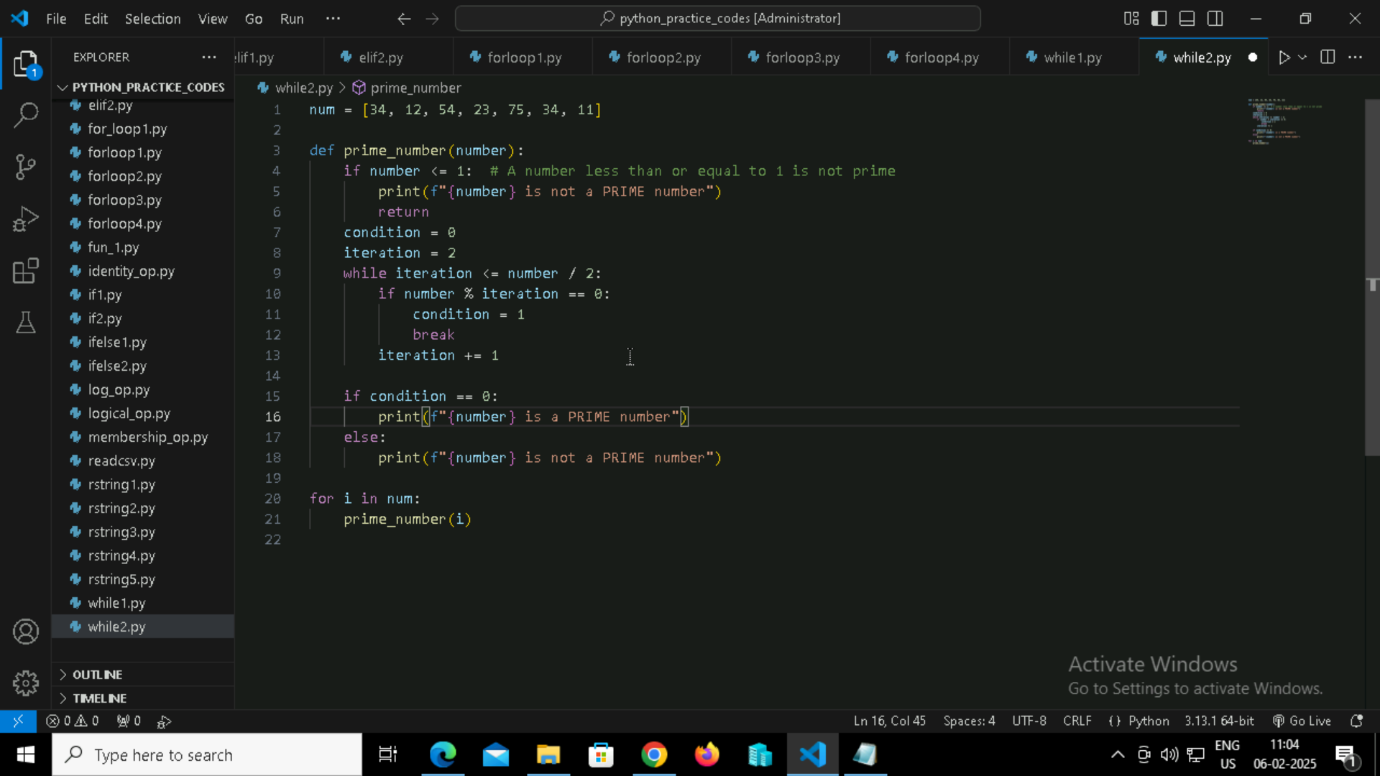 File Edit Selection View Go Run ··· python_practice_codes [Administrator]
EXPLORER ···
elif1.py elif2.py forloop1.py forloop2.py forloop3.py forloop4.py while1.py while2.py
while2.py > prime_number
PYTHON_PRACTICE_CODES
elif2.py
for_loop1.py
forloop1.py
forloop2.py
forloop3.py
forloop4.py
fun_1.py
identity_op.py
if1.py
if2.py
ifelse1.py
ifelse2.py
log_op.py
logical_op.py
membership_op.py
readcsv.py
rstring1.py
rstring2.py
rstring3.py
rstring4.py
rstring5.py
while1.py
while2.py
OUTLINE
TIMELINE
1
1 num = [34, 12, 54, 23, 75, 34, 11]
2
3 def prime_number(number):
4 if number <= 1: # A number less than or equal to 1 is not prime
5 print(f"{number} is not a PRIME number")
6 return
7 condition = 0
8 iteration = 2
9 while iteration <= number / 2:
10 if number % iteration == 0:
11 condition = 1
12 break
13 iteration += 1
14
15 if condition == 0:
16 print(f"{number} is a PRIME number")
17 else:
18 print(f"{number} is not a PRIME number")
19
20 for i in num:
21 prime_number(i)
22
Activate Windows
Go to Settings to activate Windows.
0 0 0 Ln 16, Col 45 Spaces: 4 UTF-8 CRLF {} Python 3.13.1 64-bit Go Live
Type here to search
ENG
US
11:04
06-02-2025
1